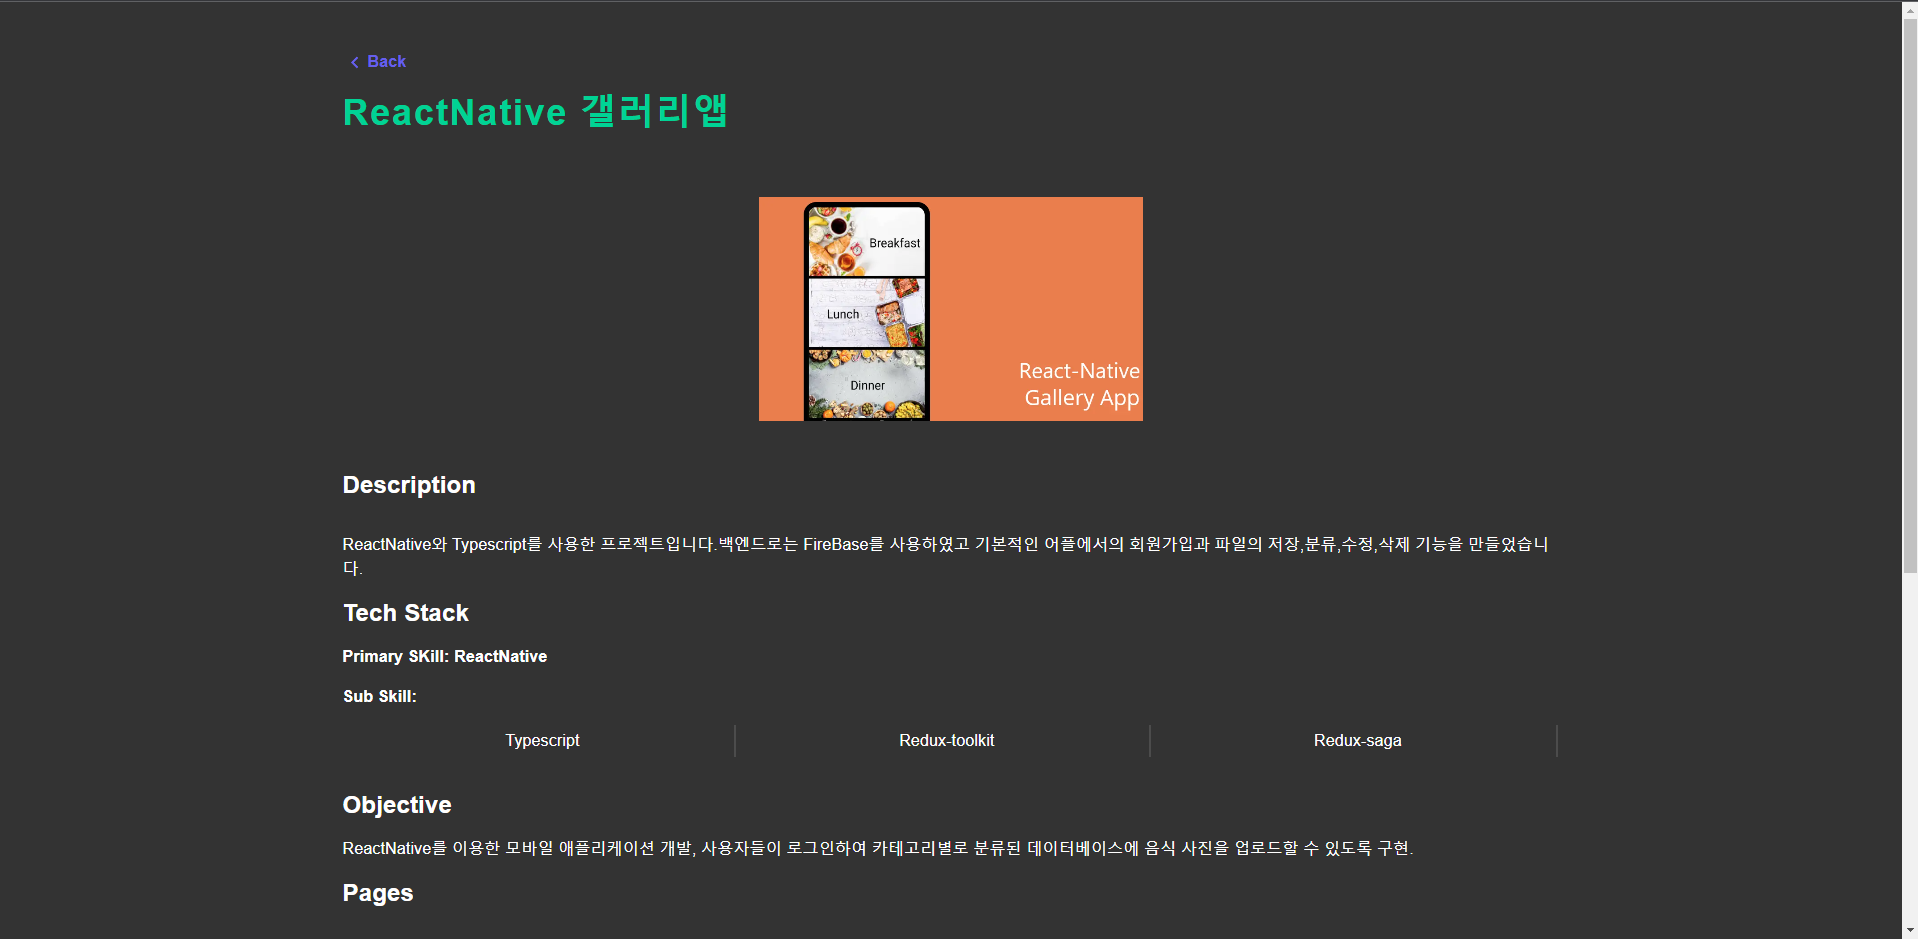 Back
ReactNative 갤러리앱
Breakfast
Lunch
Dinner
React-Native
Gallery App
Description
ReactNative와 Typescript를 사용한 프로젝트입니다.백엔드로는 FireBase를 사용하였고 기본적인 어플에서의 회원가입과 파일의 저장,분류,수정,삭제 기능을 만들었습니
다.
Tech Stack
Primary SKill: ReactNative
Sub Skill:
Typescript
Redux-toolkit
Redux-saga
Objective
ReactNative를 이용한 모바일 애플리케이션 개발, 사용자들이 로그인하여 카테고리별로 분류된 데이터베이스에 음식 사진을 업로드할 수 있도록 구현.
Pages